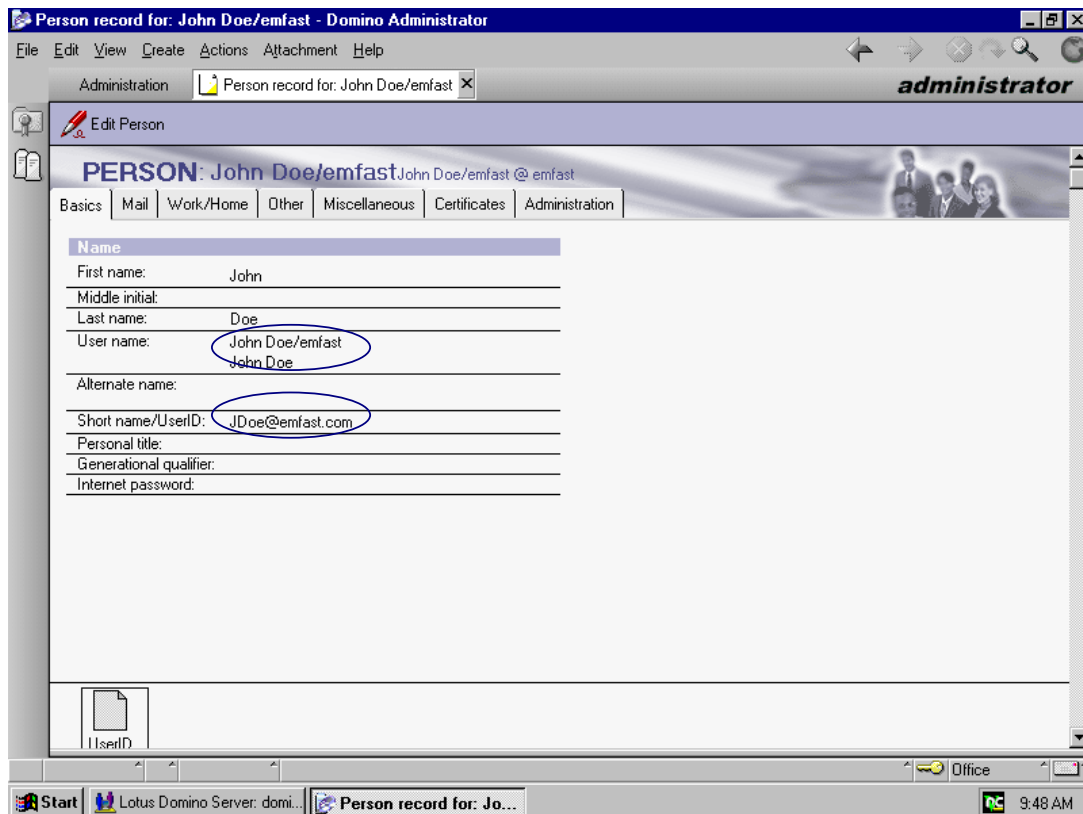 Person record for: John Doe/emfast - Domino Administrator
File Edit View Create Actions Attachment Help
Administration Person record for: John Doe/emfast administrator
Edit Person
PERSON: John Doe/emfast John Doe/emfast @ emfast
Basics Mail Work/Home Other Miscellaneous Certificates Administration
Name
First name: John
Middle initial:
Last name: Doe
User name: John Doe/emfast
John Doe
Alternate name:
Short name/UserID: JDoe@emfast.com
Personal title:
Generational qualifier:
Internet password:
UserID
Office
Start Lotus Domino Server: domi... Person record for: Jo... 9:48 AM